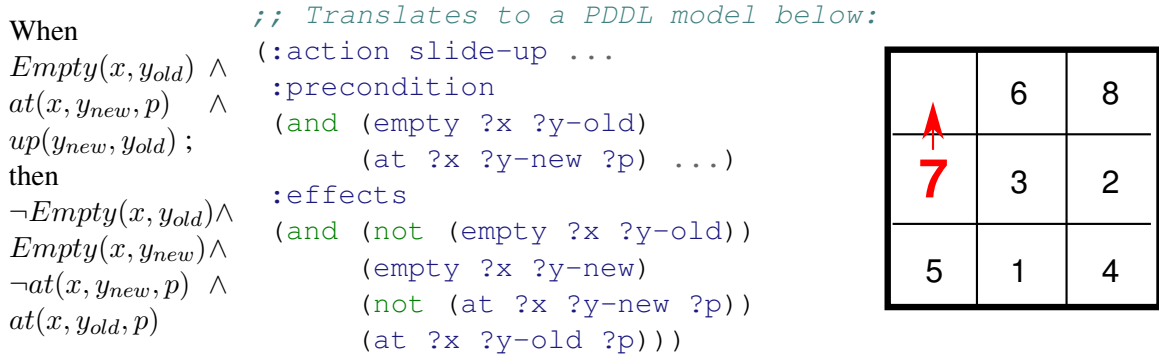 When
Empty(x, y_old) ∧
at(x, y_new, p) ∧
up(y_new, y_old) ;
then
¬Empty(x, y_old)∧
Empty(x, y_new)∧
¬at(x, y_new, p) ∧
at(x, y_old, p)
;; Translates to a PDDL model below:
(:action slide-up ...
:precondition
(and (empty ?x ?y-old)
(at ?x ?y-new ?p) ...)
:effects
(and (not (empty ?x ?y-old))
(empty ?x ?y-new)
(not (at ?x ?y-new ?p))
(at ?x ?y-old ?p)))
6 8
7 3 2
5 1 4